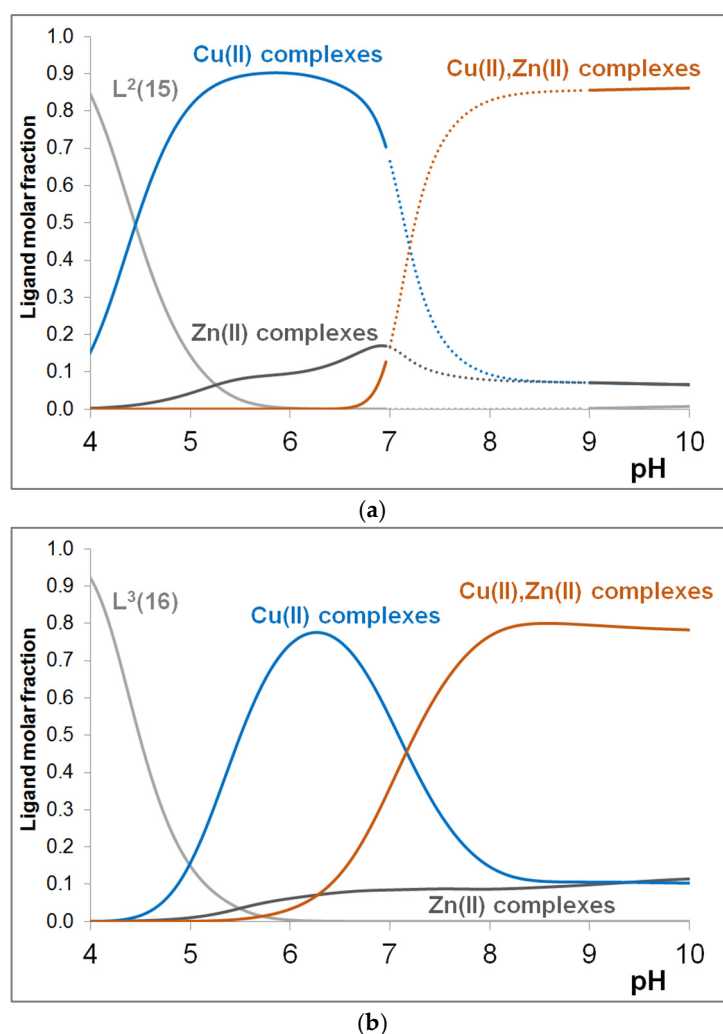 1.0
0.9
0.8
0.7
0.6
0.5
0.4
0.3
0.2
0.1
0.0
Ligand molar fraction
L²(15)
Cu(II) complexes
Cu(II),Zn(II) complexes
Zn(II) complexes
4 5 6 7 8 9 10
pH
(a)
1.0
0.9
0.8
0.7
0.6
0.5
0.4
0.3
0.2
0.1
0.0
Ligand molar fraction
L³(16)
Cu(II) complexes
Cu(II),Zn(II) complexes
Zn(II) complexes
4 5 6 7 8 9 10
pH
(b)